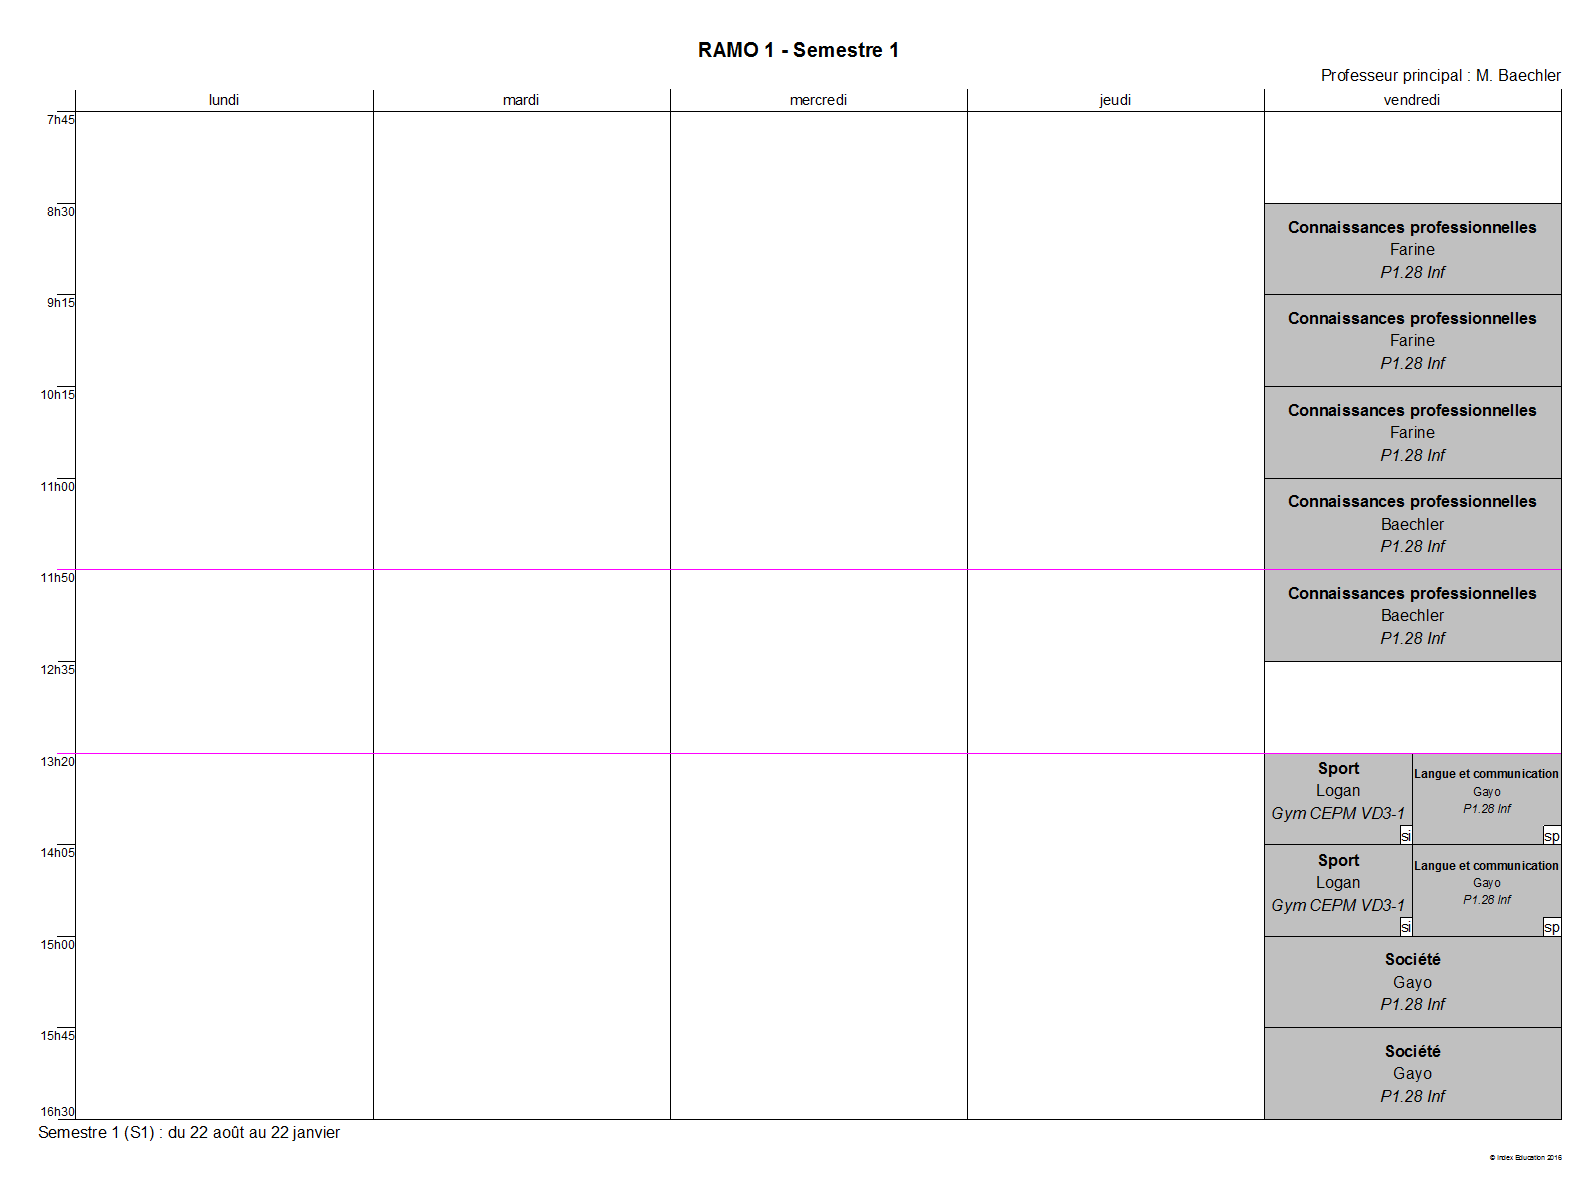 RAMO 1 - Semestre 1
Professeur principal : M. Baechler
lundi
mardi
mercredi
jeudi
vendredi
7h45
8h30
Connaissances professionnelles
Farine
P1.28 Inf
9h15
Connaissances professionnelles
Farine
P1.28 Inf
10h15
Connaissances professionnelles
Farine
P1.28 Inf
11h00
Connaissances professionnelles
Baechler
P1.28 Inf
11h50
Connaissances professionnelles
Baechler
P1.28 Inf
12h35
13h20
Sport
Logan
Gym CEPM VD3-1
si
Langue et communication
Gayo
P1.28 Inf
sp
14h05
Sport
Logan
Gym CEPM VD3-1
si
Langue et communication
Gayo
P1.28 Inf
sp
15h00
Société
Gayo
P1.28 Inf
15h45
Société
Gayo
P1.28 Inf
16h30
Semestre 1 (S1) : du 22 août au 22 janvier
© Index Education 2016